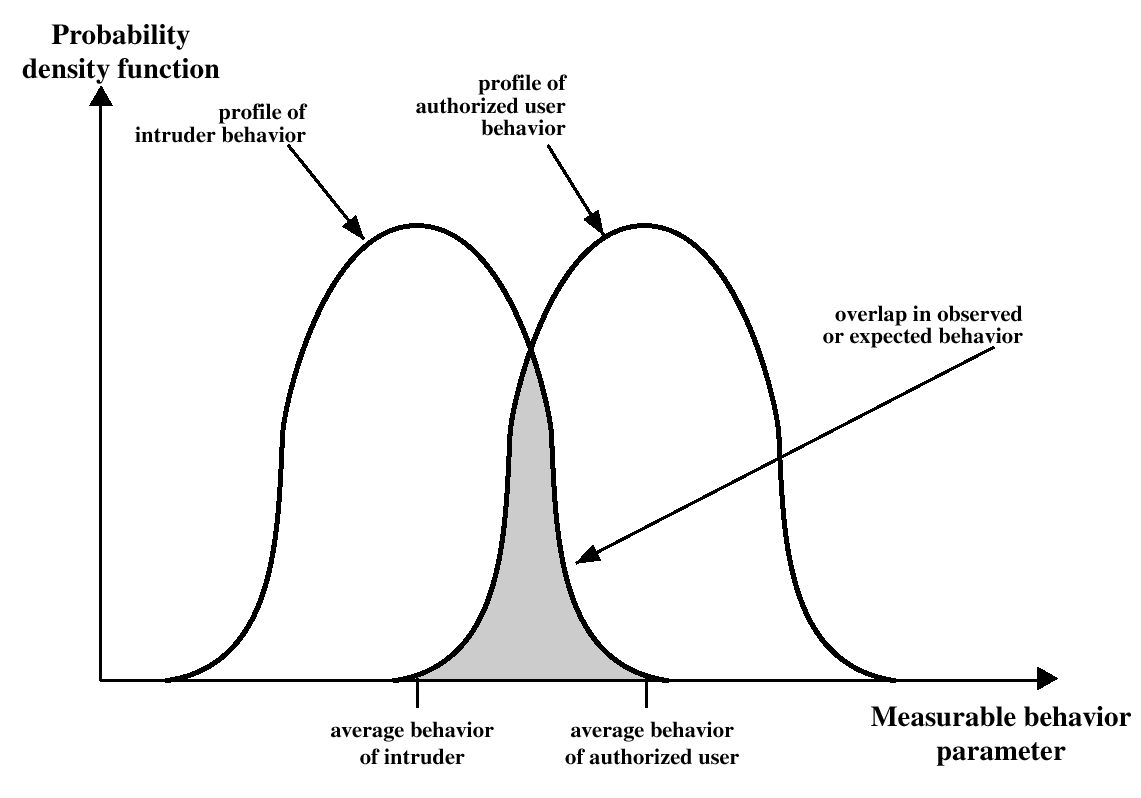 Probability
density function
profile of
intruder behavior
profile of
authorized user
behavior
overlap in observed
or expected behavior
average behavior
of intruder
average behavior
of authorized user
Measurable behavior
parameter